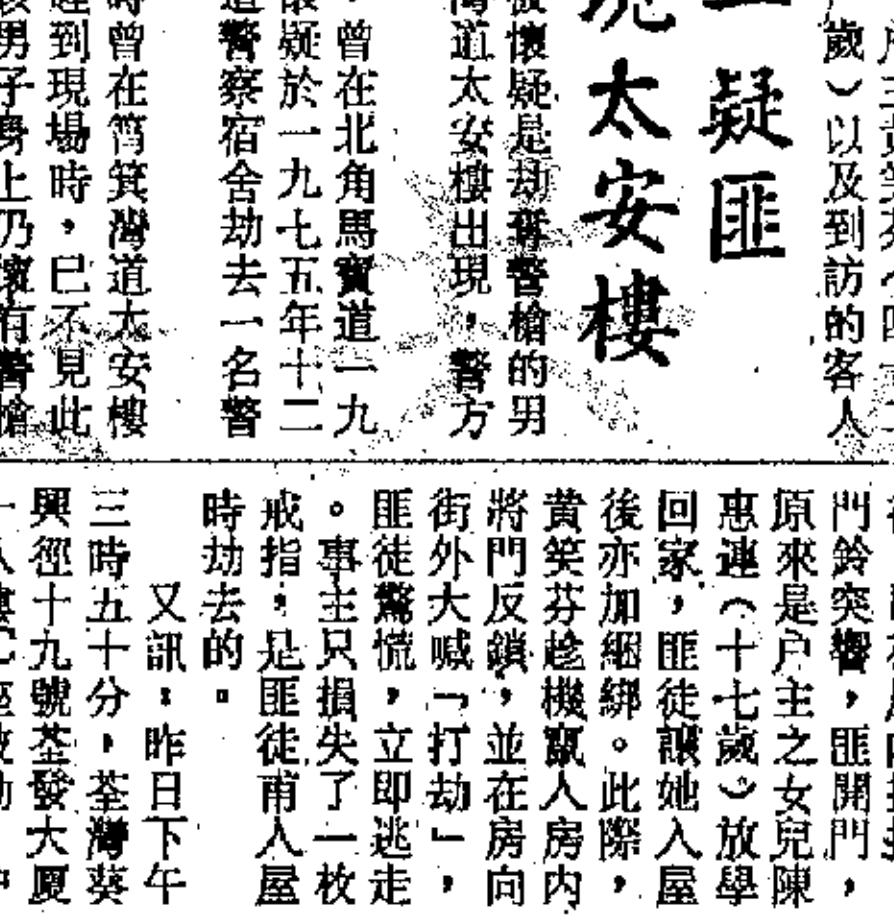 戶主黃笑芬(四十二
歲)以及到訪的客人
疑匪
現太安樓
被懷疑是劫奪警槍的男
灣道太安樓出現,警方
,曾在北角馬寶道一九
懷疑於一九七五年十二
道警察宿舍劫去一名警
時曾在筲箕灣道太安樓
到現場時,已不見此
該男子身上仍懷有警槍
門鈴突響,匪開門,
原來是户主之女兒陳
惠連(十七歲)放學
回家,匪徒讓她入屋
後亦加綑綁。此際,
黃笑芬趁機竄入房內
將門反鎖,並在房向
街外大喊「打劫」,
匪徒驚慌,立即逃走
。事主只損失了一枚
戒指,是匪徒甫入屋
時劫去的。
又訊:昨日下午
三時五十分,荃灣葵
興徑十九號荃發大厦